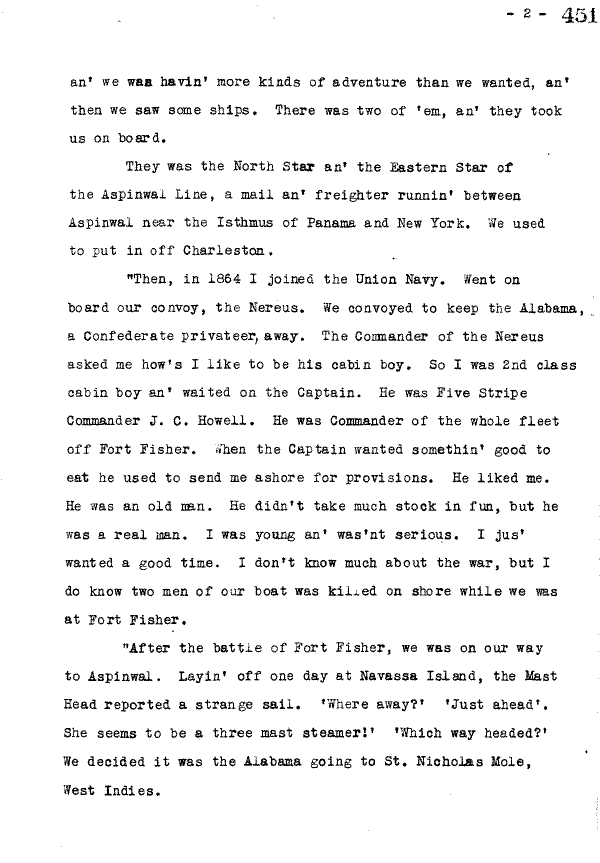 - 2 - 451
an' we was havin' more kinds of adventure than we wanted, an'
then we saw some ships.  There was two of 'em, an' they took
us on board.
They was the North Star an' the Eastern Star of
the Aspinwal Line, a mail an' freighter runnin' between
Aspinwal near the Isthmus of Panama and New York.  We used
to put in off Charleston.
"Then, in 1864 I joined the Union Navy.  Went on
board our convoy, the Nereus.  We convoyed to keep the Alabama,
a Confederate privateer, away.  The Commander of the Nereus
asked me how's I like to be his cabin boy.  So I was 2nd class
cabin boy an' waited on the Captain.  He was Five Stripe
Commander J. C. Howell.  He was Commander of the whole fleet
off Fort Fisher.  When the Captain wanted somethin' good to
eat he used to send me ashore for provisions.  He liked me.
He was an old man.  He didn't take much stock in fun, but he
was a real man.  I was young an' was'nt serious.  I jus'
wanted a good time.  I don't know much about the war, but I
do know two men of our boat was killed on shore while we was
at Fort Fisher.
"After the battle of Fort Fisher, we was on our way
to Aspinwal.  Layin' off one day at Navassa Island, the Mast
Head reported a strange sail.  'Where away?'  'Just ahead'.
She seems to be a three mast steamer!'  'Which way headed?'
We decided it was the Alabama going to St. Nicholas Mole,
West Indies.